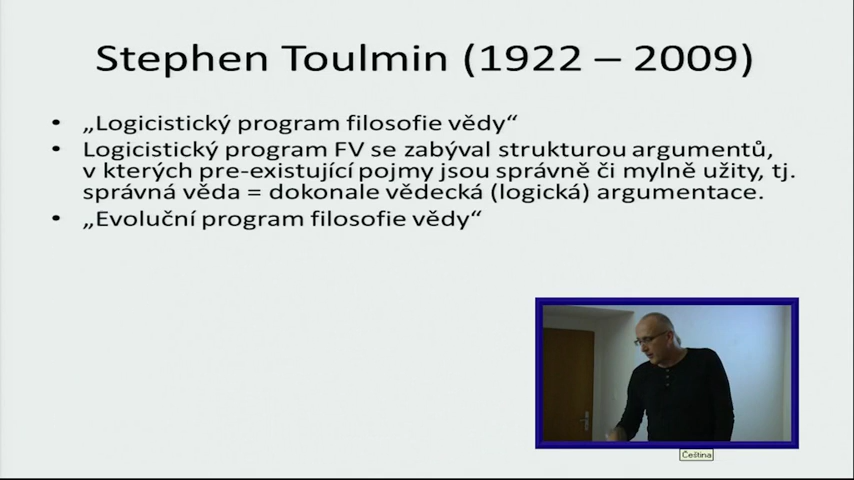 Stephen Toulmin (1922 – 2009)
• „Logicistický program filosofie vědy“
• Logicistický program FV se zabýval strukturou argumentů,
v kterých pre-existující pojmy jsou správně či mylně užity, tj.
správná věda = dokonale vědecká (logická) argumentace.
• „Evoluční program filosofie vědy“
Čeština